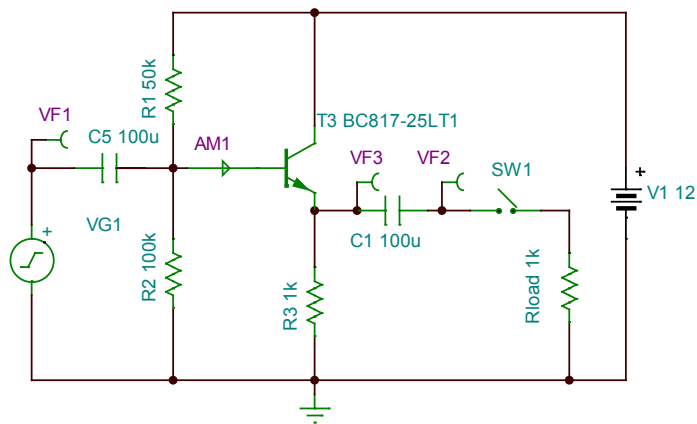 R1 50k
VF1
C5 100u
AM1
T3 BC817-25LT1
VF3
VF2
SW1
+
V1 12
VG1
+
C1 100u
R2 100k
R3 1k
Rload 1k